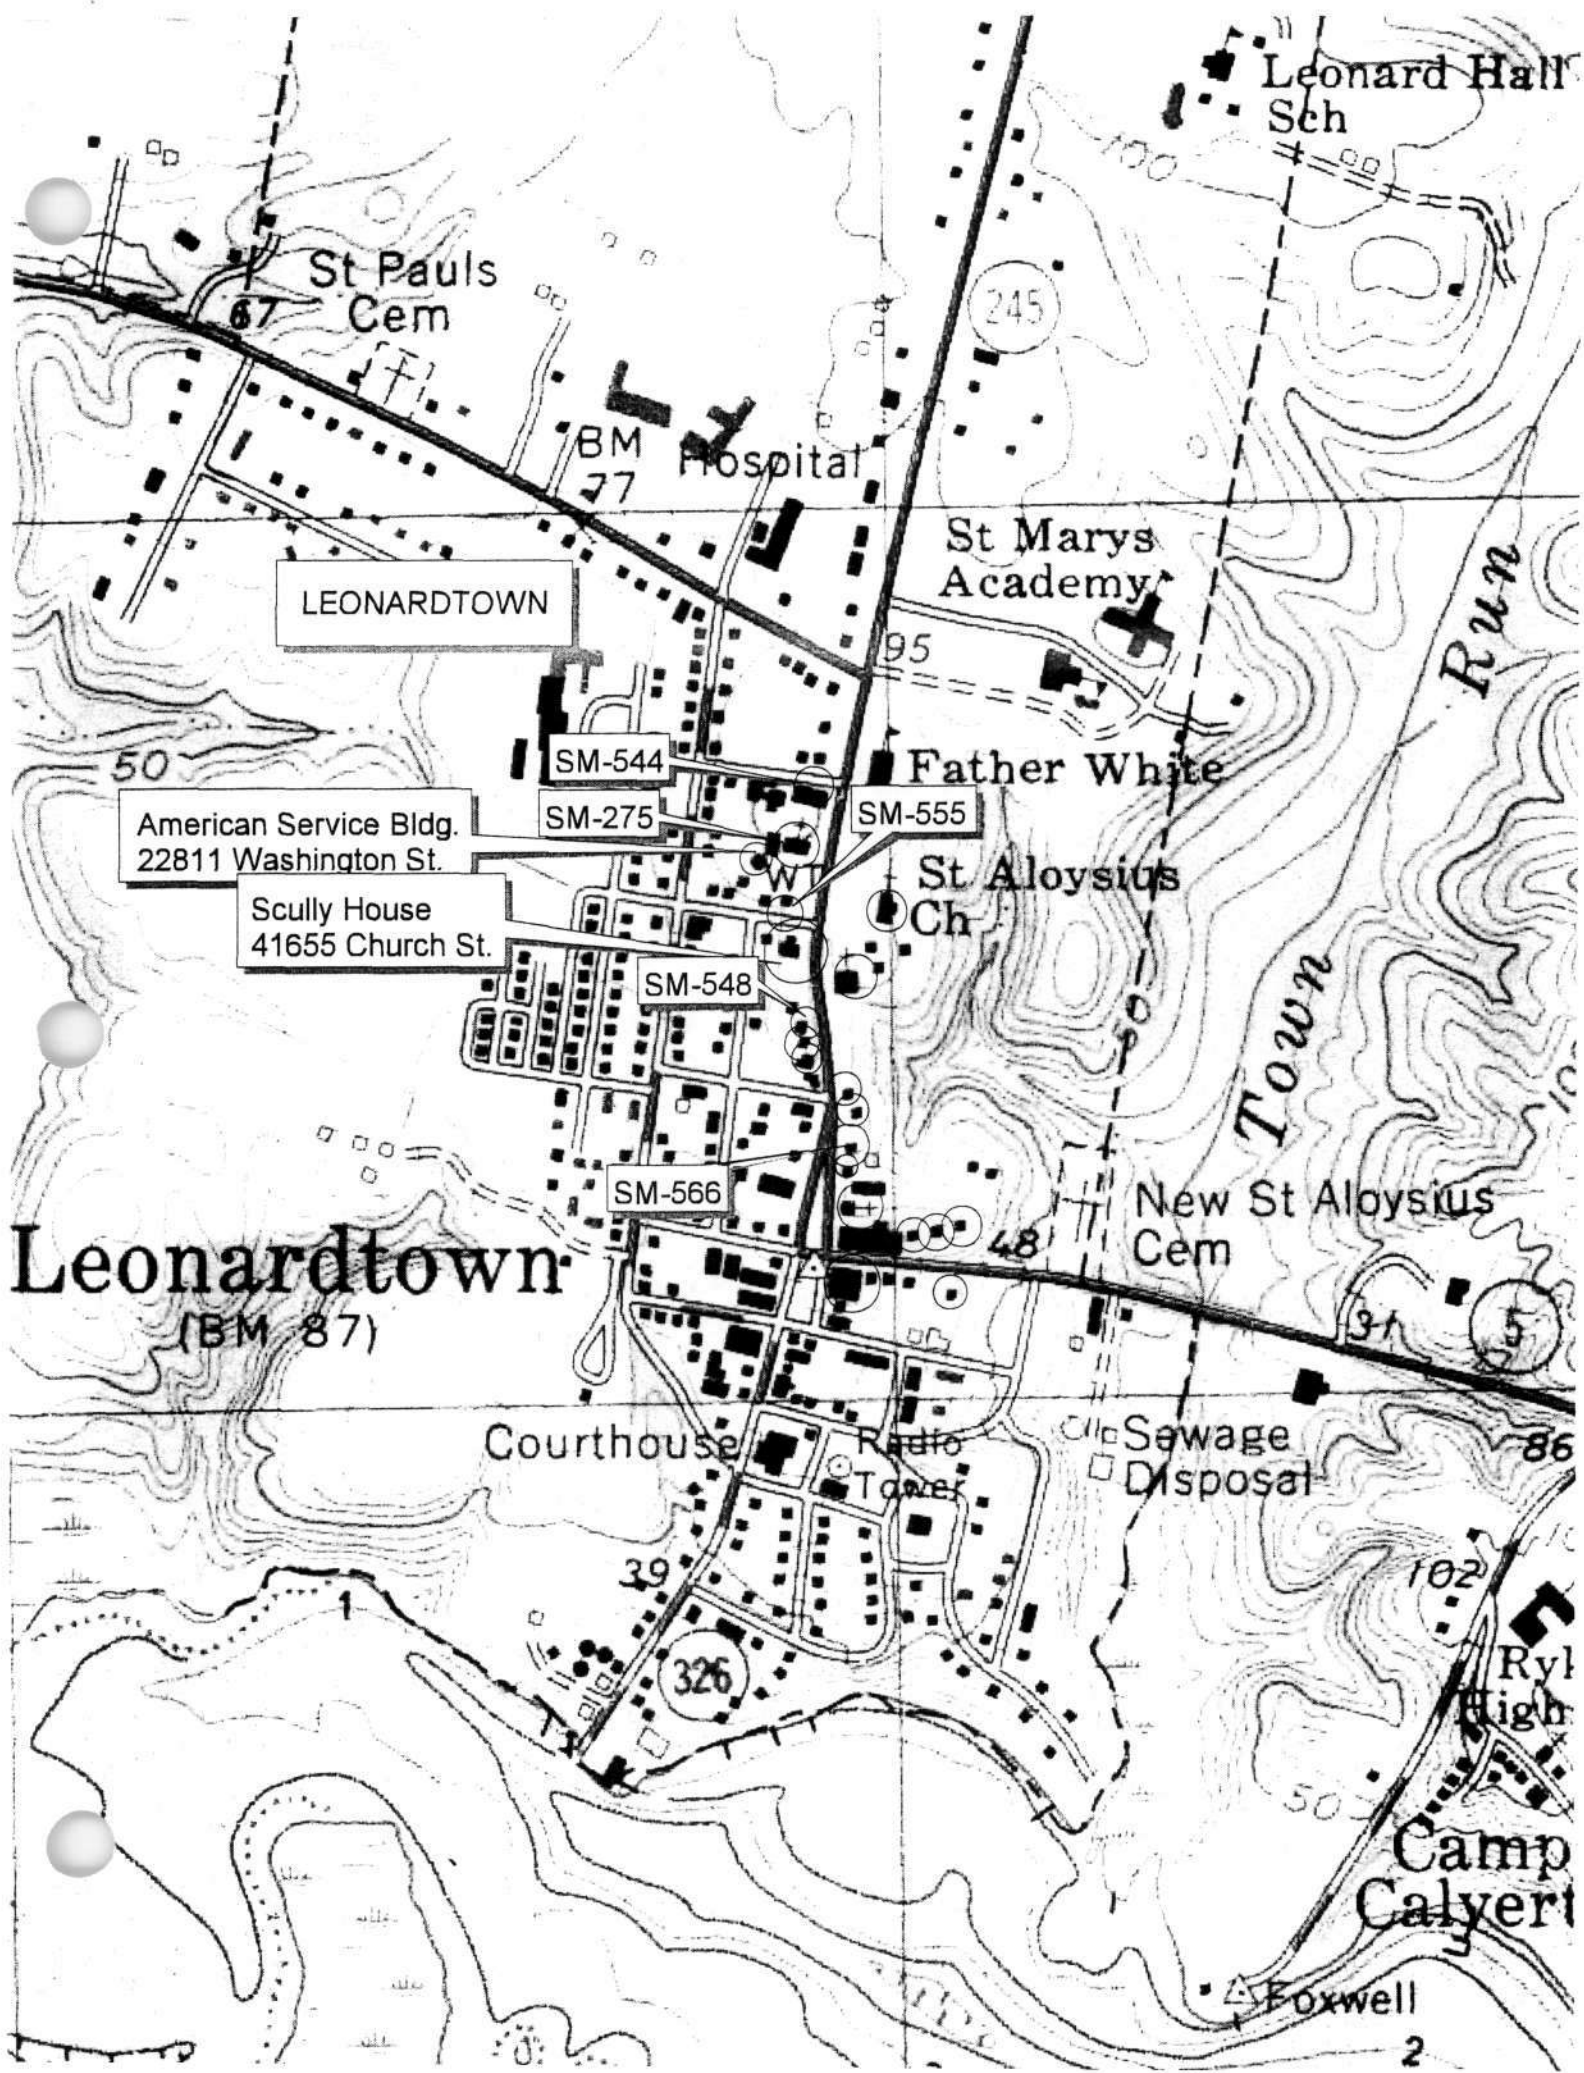 Leonard Hall
Sch
100
St Pauls
Cem
67
245
BM
77
Hospital
St Marys
Academy
Run
LEONARDTOWN
95
50
SM-544
Father White
SM-275
SM-555
American Service Bldg.
22811 Washington St.
WT
St Aloysius
Ch
Scully House
41655 Church St.
SM-548
50
Town
SM-566
New St Aloysius
Cem
48
Leonardtown
(BM 87)
31
5
Courthouse
Radio
Tower
Sewage
Disposal
86
39
102
1
326
Ryk
High
50
Camp
Calvert
Foxwell
2